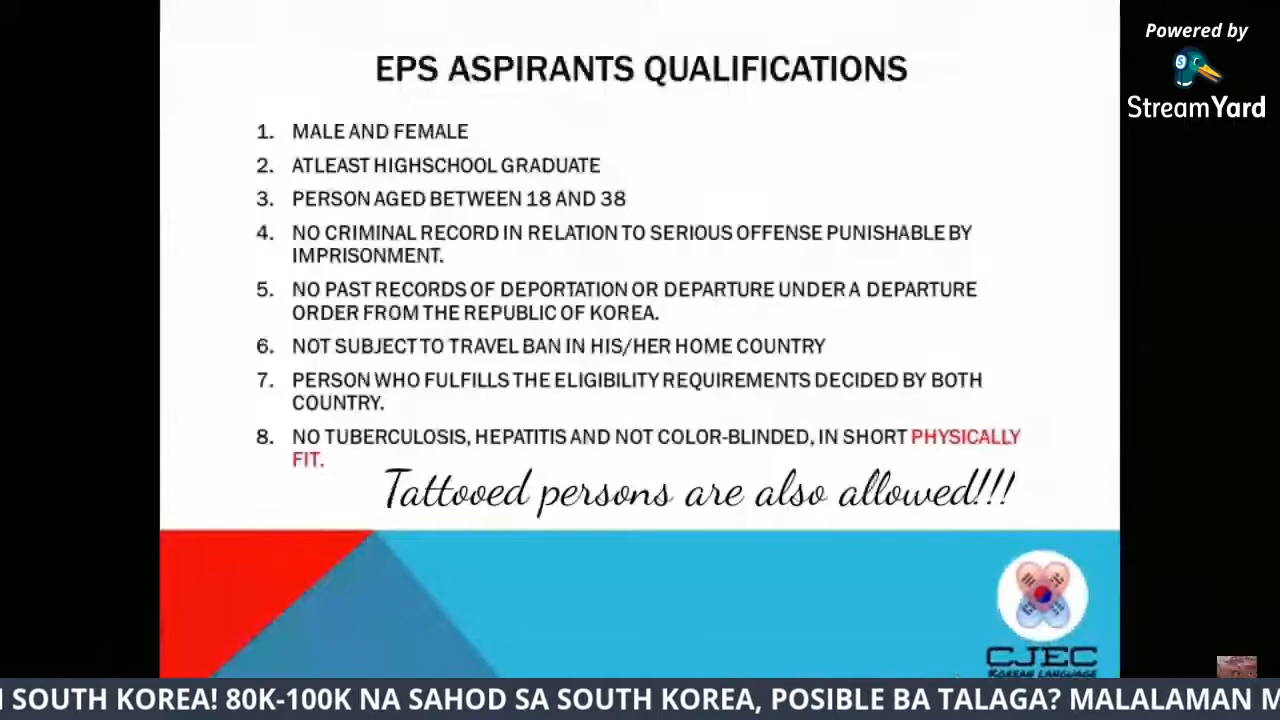 Powered by
StreamYard
EPS ASPIRANTS QUALIFICATIONS
1. MALE AND FEMALE
2. ATLEAST HIGHSCHOOL GRADUATE
3. PERSON AGED BETWEEN 18 AND 38
4. NO CRIMINAL RECORD IN RELATION TO SERIOUS OFFENSE PUNISHABLE BY
IMPRISONMENT.
5. NO PAST RECORDS OF DEPORTATION OR DEPARTURE UNDER A DEPARTURE
ORDER FROM THE REPUBLIC OF KOREA.
6. NOT SUBJECT TO TRAVEL BAN IN HIS/HER HOME COUNTRY
7. PERSON WHO FULFILLS THE ELIGIBILITY REQUIREMENTS DECIDED BY BOTH
COUNTRY.
8. NO TUBERCULOSIS, HEPATITIS AND NOT COLOR-BLINDED, IN SHORT PHYSICALLY
FIT.
Tattooed persons are also allowed!!!
CJEC
KOREAN LANGUAGE
SOUTH KOREA! 80K-100K NA SAHOD SA SOUTH KOREA, POSIBLE BA TALAGA? MALALAMAN